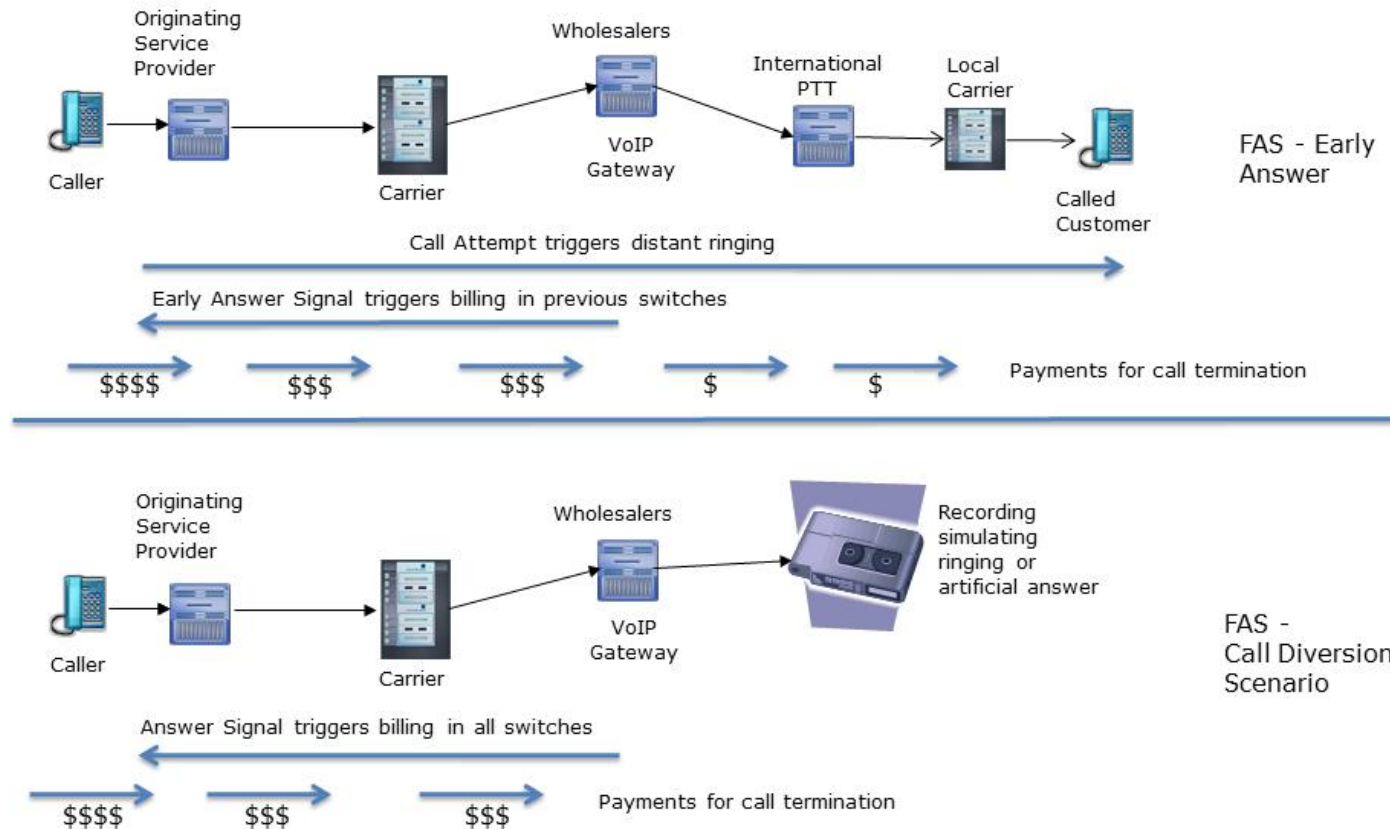 Originating
Service
Provider
Wholesalers
International
PTT
Local
Carrier
Caller
Carrier
VoIP
Gateway
Called
Customer
FAS - Early
Answer
Call Attempt triggers distant ringing
Early Answer Signal triggers billing in previous switches
$$$$
$$$
$$$
$
$
Payments for call termination
Originating
Service
Provider
Wholesalers
Recording
simulating
ringing or
artificial answer
Caller
Carrier
VoIP
Gateway
FAS -
Call Diversion
Scenario
Answer Signal triggers billing in all switches
$$$$
$$$
$$$
Payments for call termination